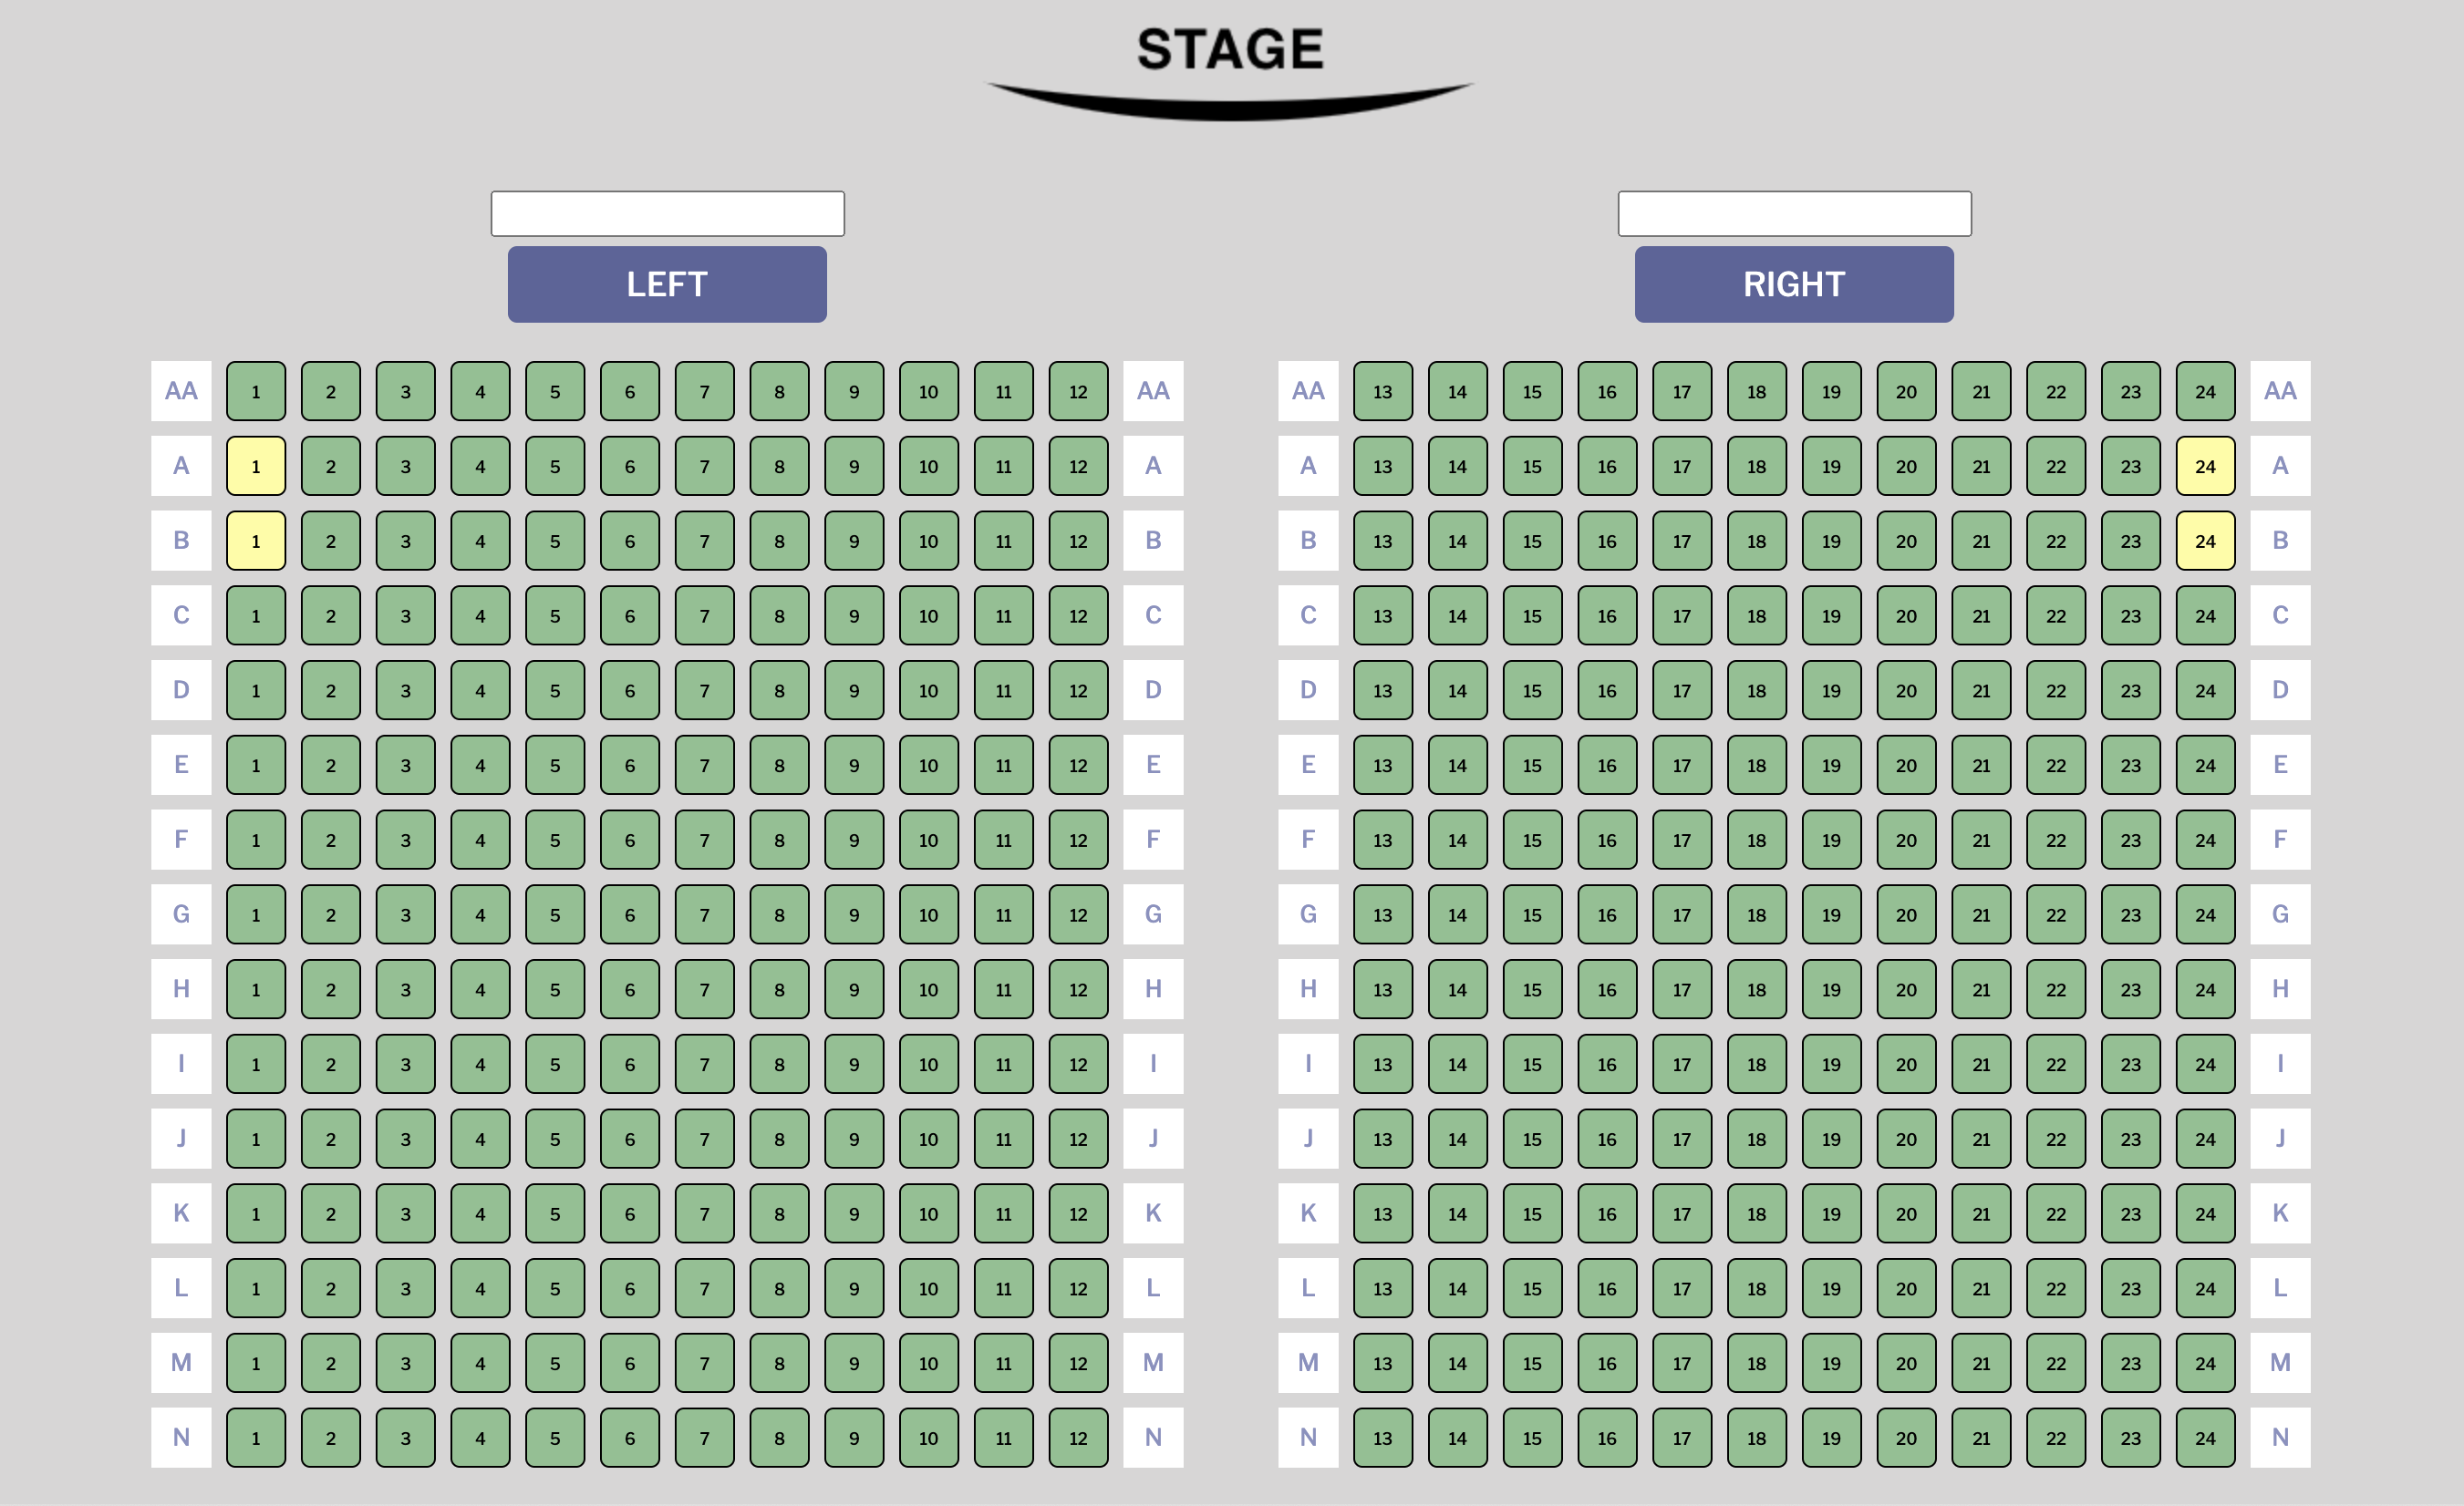 STAGE
LEFT RIGHT
AA 1 2 3 4 5 6 7 8 9 10 11 12 AA AA 13 14 15 16 17 18 19 20 21 22 23 24 AA
A 1 2 3 4 5 6 7 8 9 10 11 12 A A 13 14 15 16 17 18 19 20 21 22 23 24 A
B 1 2 3 4 5 6 7 8 9 10 11 12 B B 13 14 15 16 17 18 19 20 21 22 23 24 B
C 1 2 3 4 5 6 7 8 9 10 11 12 C C 13 14 15 16 17 18 19 20 21 22 23 24 C
D 1 2 3 4 5 6 7 8 9 10 11 12 D D 13 14 15 16 17 18 19 20 21 22 23 24 D
E 1 2 3 4 5 6 7 8 9 10 11 12 E E 13 14 15 16 17 18 19 20 21 22 23 24 E
F 1 2 3 4 5 6 7 8 9 10 11 12 F F 13 14 15 16 17 18 19 20 21 22 23 24 F
G 1 2 3 4 5 6 7 8 9 10 11 12 G G 13 14 15 16 17 18 19 20 21 22 23 24 G
H 1 2 3 4 5 6 7 8 9 10 11 12 H H 13 14 15 16 17 18 19 20 21 22 23 24 H
I 1 2 3 4 5 6 7 8 9 10 11 12 I I 13 14 15 16 17 18 19 20 21 22 23 24 I
J 1 2 3 4 5 6 7 8 9 10 11 12 J J 13 14 15 16 17 18 19 20 21 22 23 24 J
K 1 2 3 4 5 6 7 8 9 10 11 12 K K 13 14 15 16 17 18 19 20 21 22 23 24 K
L 1 2 3 4 5 6 7 8 9 10 11 12 L L 13 14 15 16 17 18 19 20 21 22 23 24 L
M 1 2 3 4 5 6 7 8 9 10 11 12 M M 13 14 15 16 17 18 19 20 21 22 23 24 M
N 1 2 3 4 5 6 7 8 9 10 11 12 N N 13 14 15 16 17 18 19 20 21 22 23 24 N